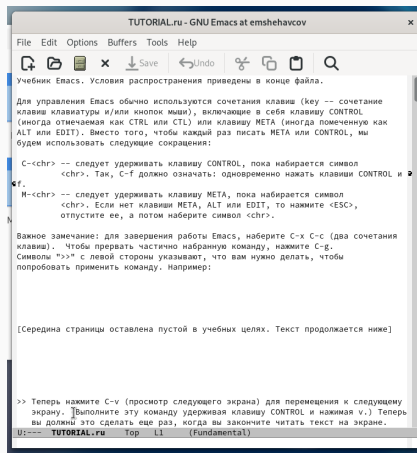 TUTORIAL.ru - GNU Emacs at emshehavcov
File Edit Options Buffers Tools Help
Save Undo
Учебник Emacs. Условия распространения приведены в конце файла.
Для управления Emacs обычно используются сочетания клавиш (key -- сочетание
клавиш клавиатуры и/или кнопок мыши), включающие в себя клавишу CONTROL
(иногда отмечаемая как CTRL или CTL) или клавишу META (иногда помеченную как
ALT или EDIT). Вместо того, чтобы каждый раз писать META или CONTROL, мы
будем использовать следующие сокращения:
C-<chr> -- следует удерживать клавишу CONTROL, пока набирается символ
<chr>. Так, C-f должно означать: одновременно нажать клавиши CONTROL и
f.
M-<chr> -- следует удерживать клавишу META, пока набирается символ
<chr>. Если нет клавиши META, ALT или EDIT, то нажмите <ESC>,
отпустите ее, а потом наберите символ <chr>.
Важное замечание: для завершения работы Emacs, наберите C-x C-c (два сочетания
клавиш). Чтобы прервать частично набранную команду, нажмите C-g.
Символы ">>" с левой стороны указывают, что вам нужно делать, чтобы
попробовать применить команду. Например:
[Середина страницы оставлена пустой в учебных целях. Текст продолжается ниже]
>> Теперь нажмите C-v (просмотр следующего экрана) для перемещения к следующему
экрану. (Выполните эту команду удерживая клавишу CONTROL и нажимая v.) Теперь
вы должны это сделать еще раз, когда вы закончите читать текст на экране.
U:--- TUTORIAL.ru Top L1 (Fundamental)